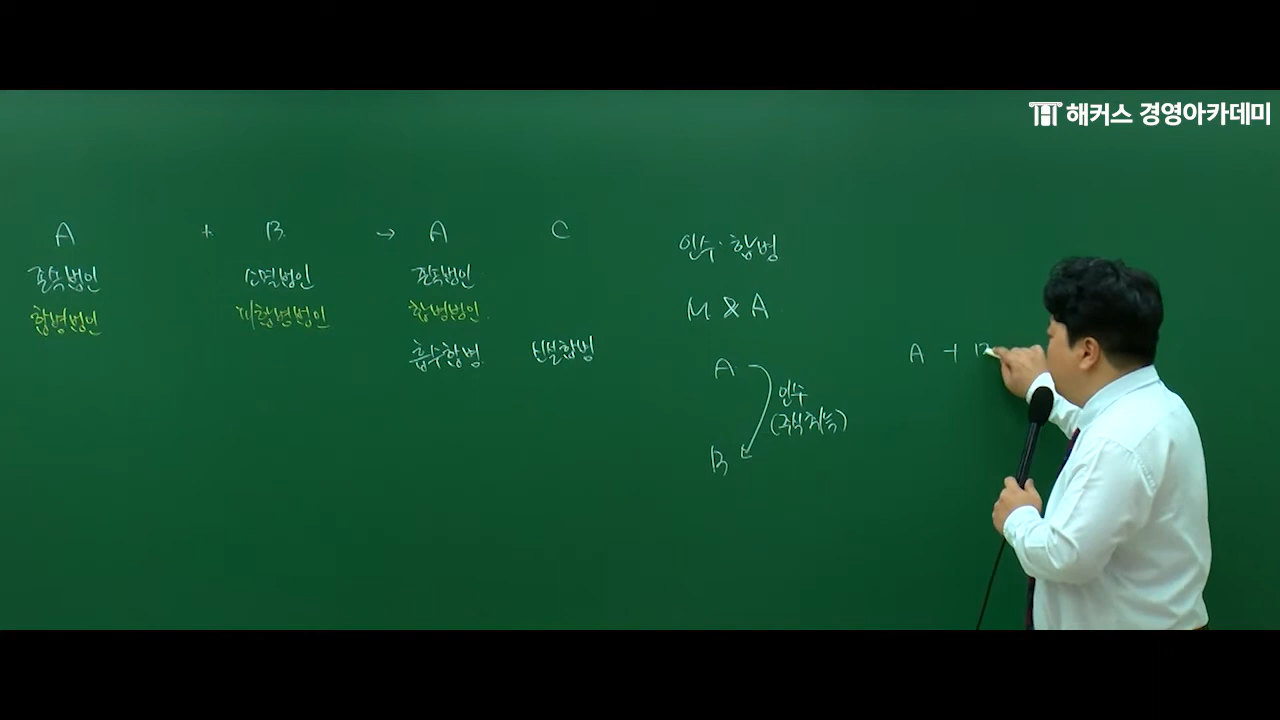 해커스 경영아카데미
A + B → A C
존속법인 소멸법인 존속법인
합병법인 피합병법인 합병법인
흡수합병 신설합병
인수·합병
M & A
A
인수
(주식취득)
B
A + B